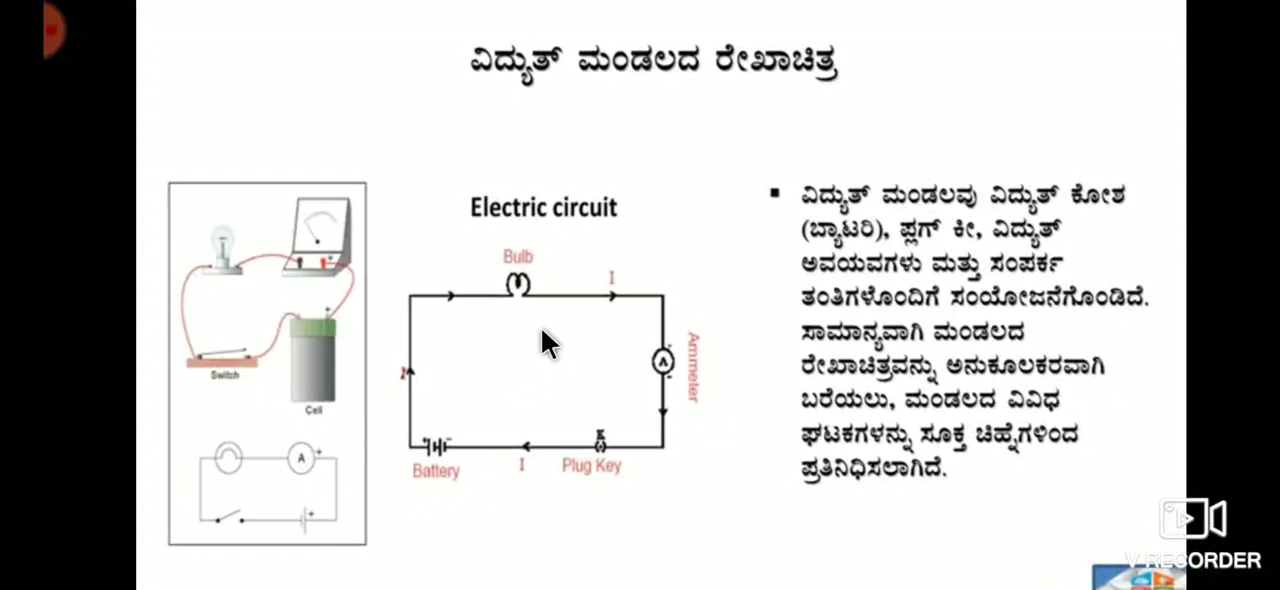 ವಿದ್ಯುತ್ ಮಂಡಲದ ರೇಖಾಚಿತ್ರ
Switch
Cell
A
+
Electric circuit
Bulb
I
A
Ammeter
Battery
I
K
Plug Key
▪ ವಿದ್ಯುತ್ ಮಂಡಲವು ವಿದ್ಯುತ್ ಕೋಶ
(ಬ್ಯಾಟರಿ), ಪ್ಲಗ್ ಕೀ, ವಿದ್ಯುತ್
ಅವಯವಗಳು ಮತ್ತು ಸಂಪರ್ಕ
ತಂತಿಗಳೊಂದಿಗೆ ಸಂಯೋಜನೆಗೊಂಡಿದೆ.
ಸಾಮಾನ್ಯವಾಗಿ ಮಂಡಲದ
ರೇಖಾಚಿತ್ರವನ್ನು ಅನುಕೂಲಕರವಾಗಿ
ಬರೆಯಲು, ಮಂಡಲದ ವಿವಿಧ
ಘಟಕಗಳನ್ನು ಸೂಕ್ತ ಚಿಹ್ನೆಗಳಿಂದ
ಪ್ರತಿನಿಧಿಸಲಾಗಿದೆ.
V RECORDER